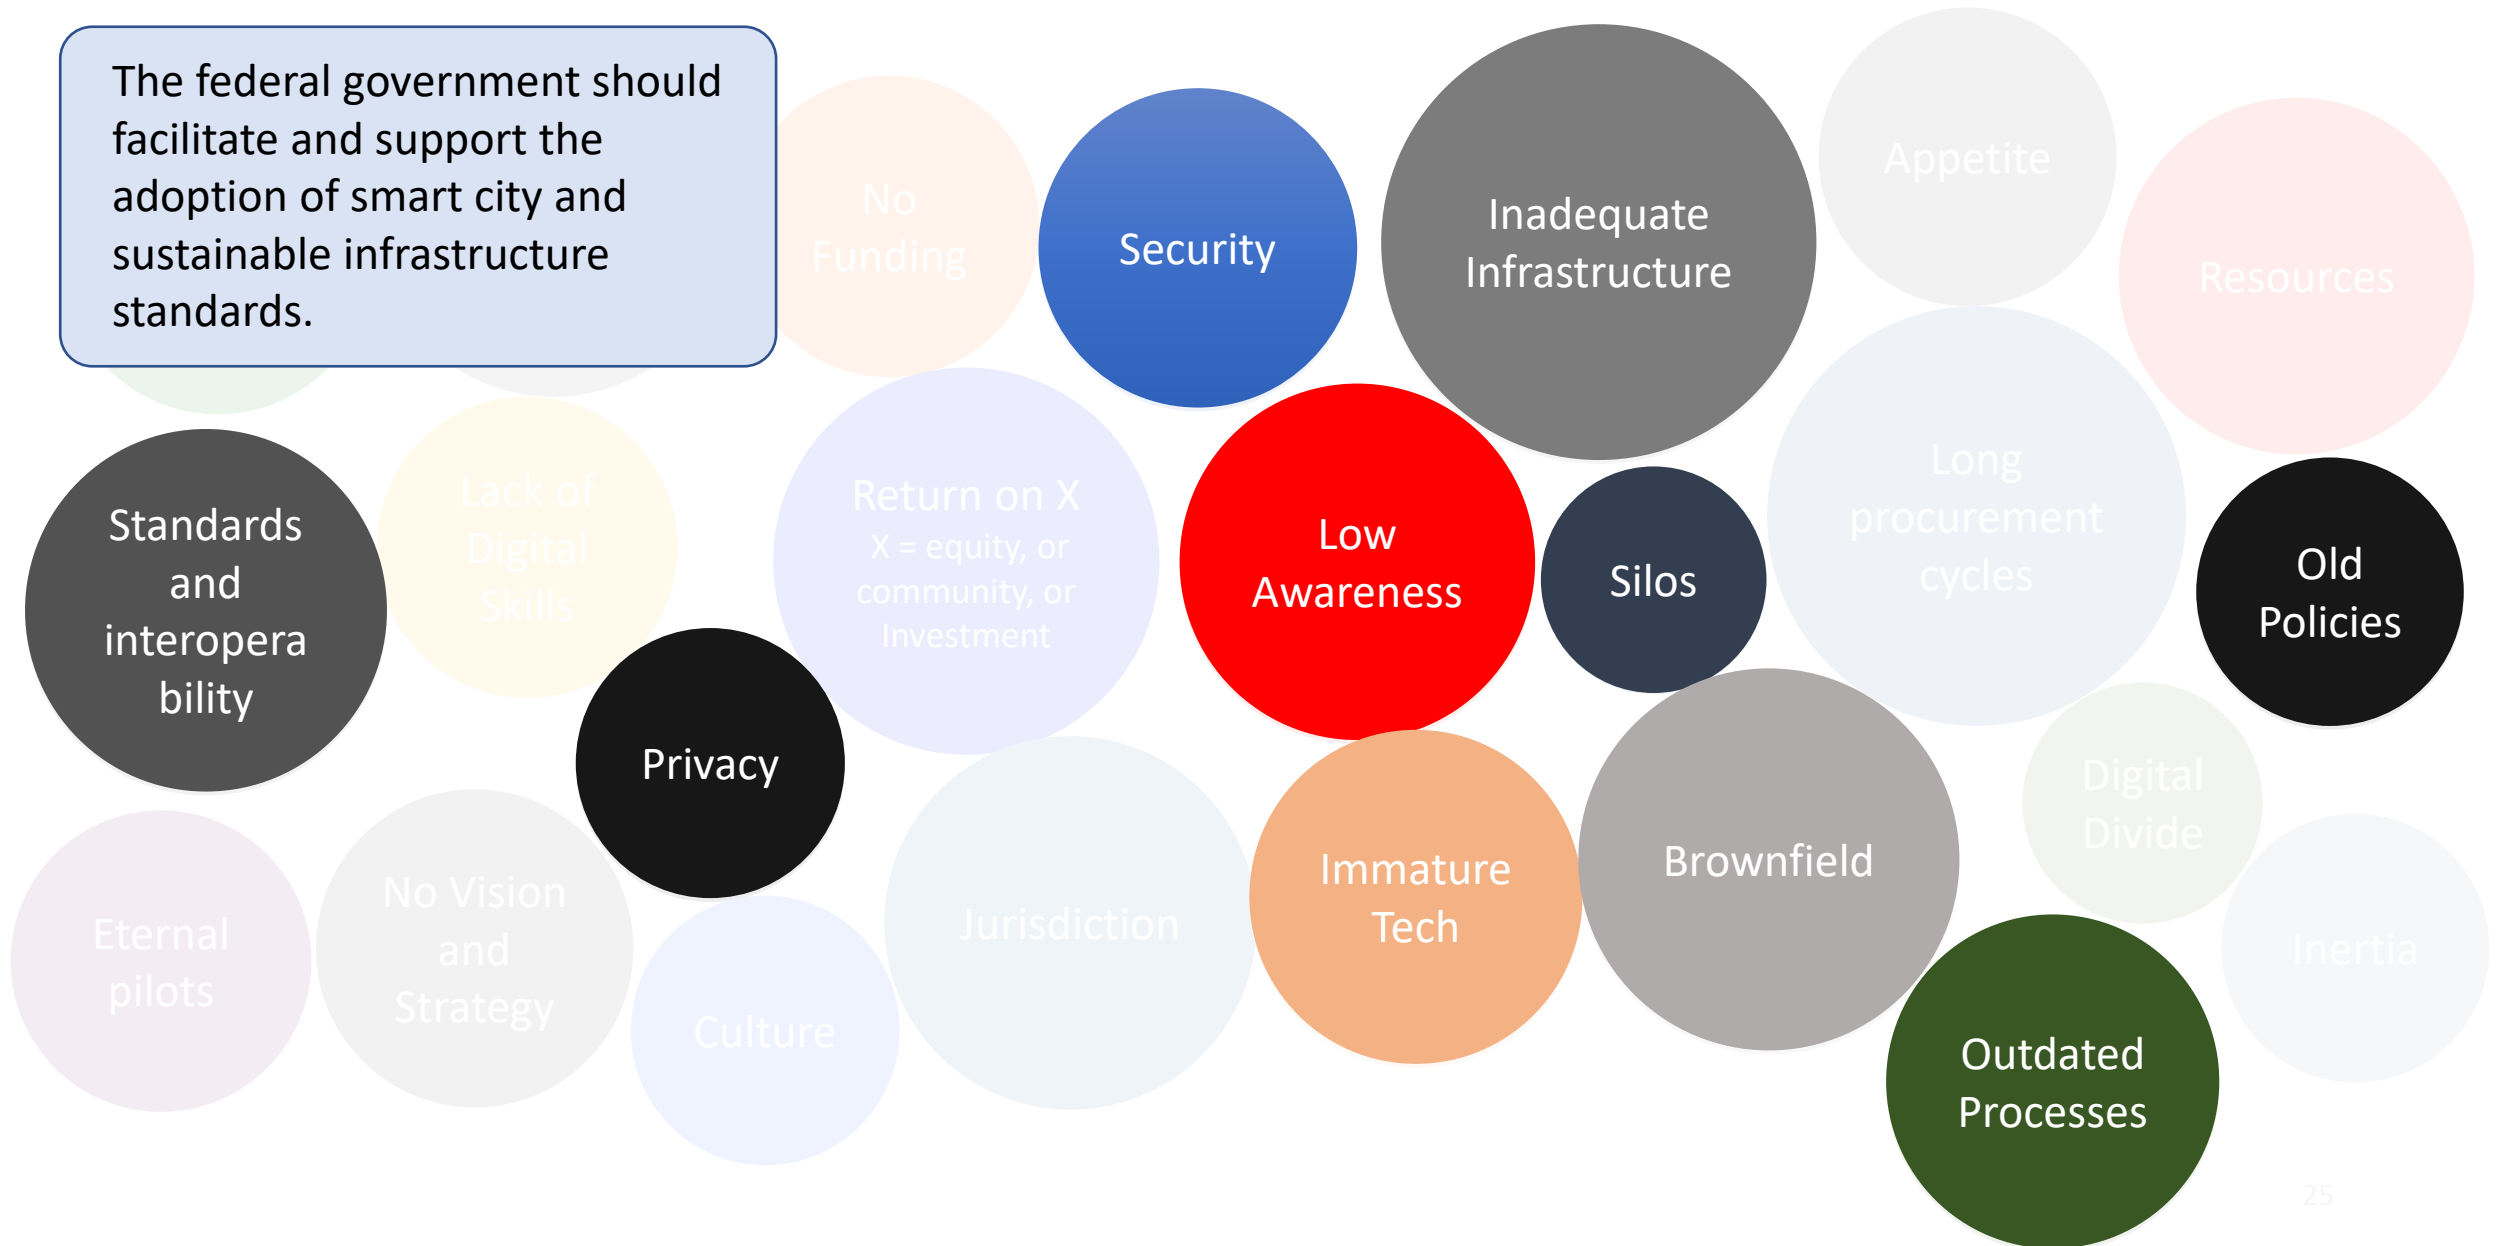 The federal government should
facilitate and support the
adoption of smart city and
sustainable infrastructure
standards.
No
Funding
Security
Inadequate
Infrastructure
Appetite
Resources
Standards
and
interopera
bility
Lack of
Digital
Skills
Return on X
X = equity, or
community, or
Investment
Low
Awareness
Silos
Long
procurement
cycles
Old
Policies
Privacy
Eternal
pilots
No Vision
and
Strategy
Culture
Jurisdiction
Immature
Tech
Brownfield
Digital
Divide
Inertia
Outdated
Processes
25